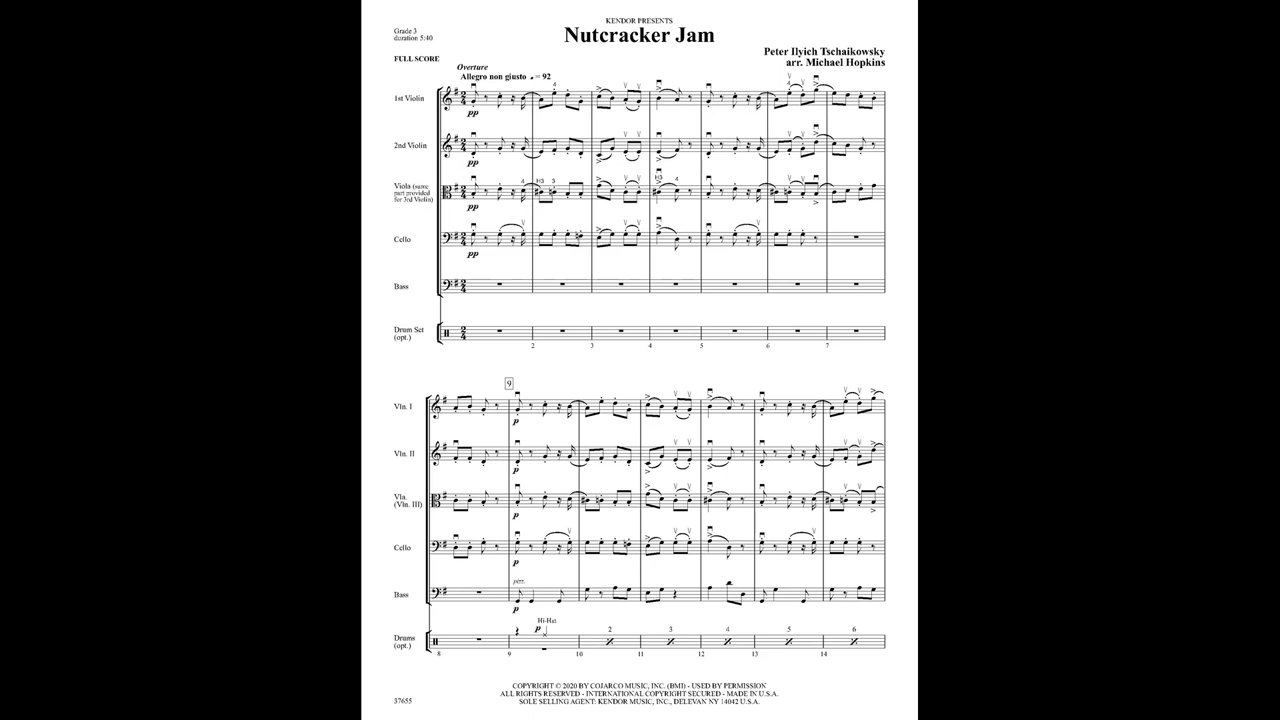 KENDOR PRESENTS
Nutcracker Jam
Grade 3
duration 5:40
Peter Ilyich Tschaikowsky
arr. Michael Hopkins
FULL SCORE
Overture
Allegro non giusto ♩ = 92
1st Violin
pp
2nd Violin
pp
Viola (same
part provided
for 3rd Violin)
pp
Cello
pp
Bass
Drum Set
(opt.)
2 3 4 5 6 7
9
Vln. I
p
Vln. II
p
Vla.
(Vln. III)
p
Cello
p
pizz.
Bass
p
Hi-Hat
p
2 3 4 5 6
Drums
(opt.)
8 9 10 11 12 13 14
COPYRIGHT © 2020 BY COJARCO MUSIC, INC. (BMI) - USED BY PERMISSION
ALL RIGHTS RESERVED - INTERNATIONAL COPYRIGHT SECURED - MADE IN U.S.A.
37655
SOLE SELLING AGENT: KENDOR MUSIC, INC., DELEVAN NY 14042 U.S.A.